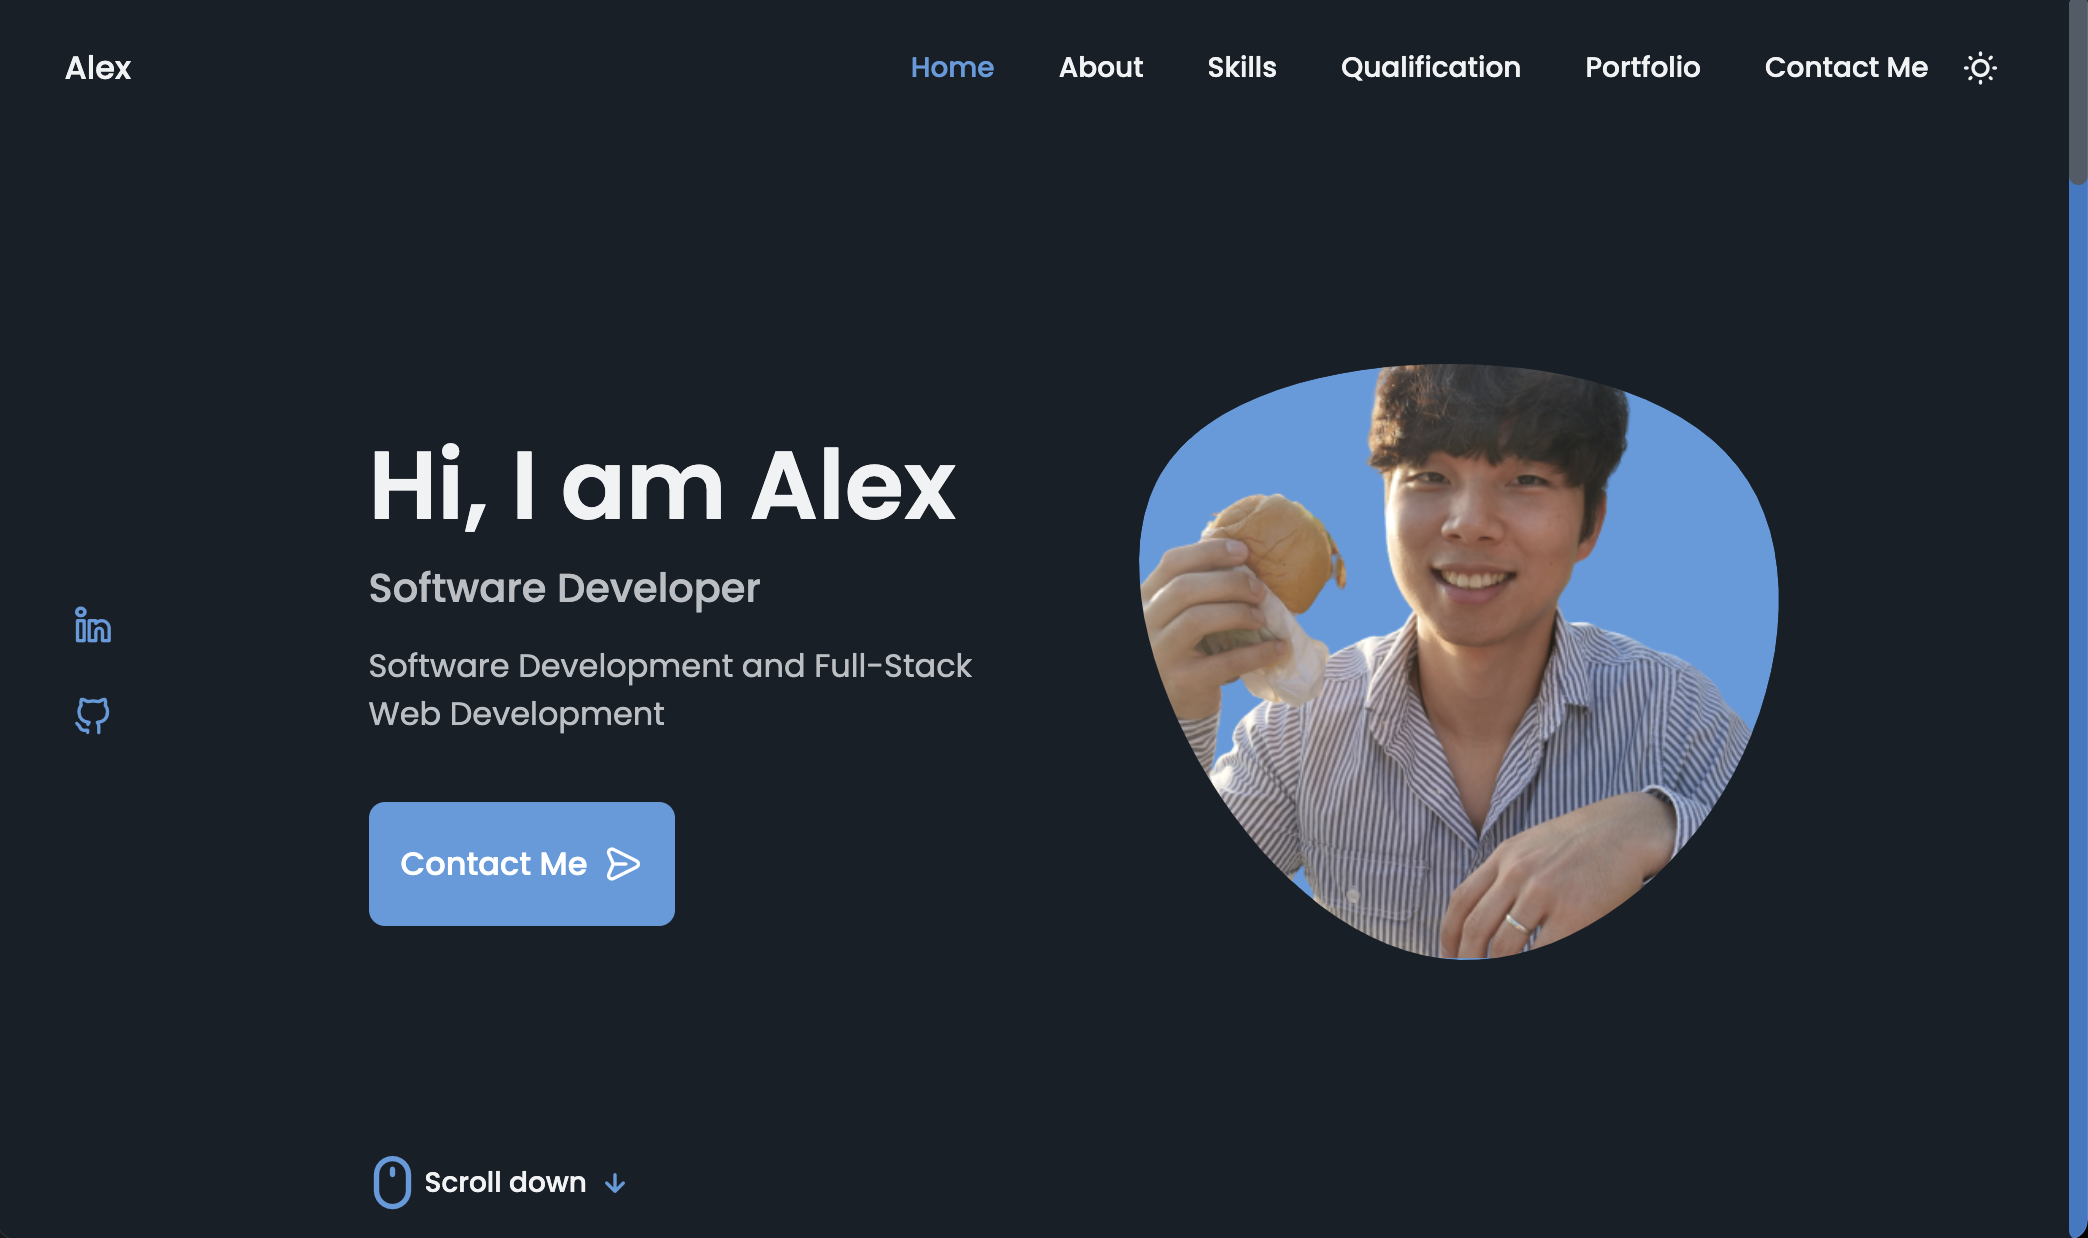 Alex
Home About Skills Qualification Portfolio Contact Me
Hi, I am Alex
Software Developer
Software Development and Full-Stack
Web Development
Contact Me
Scroll down